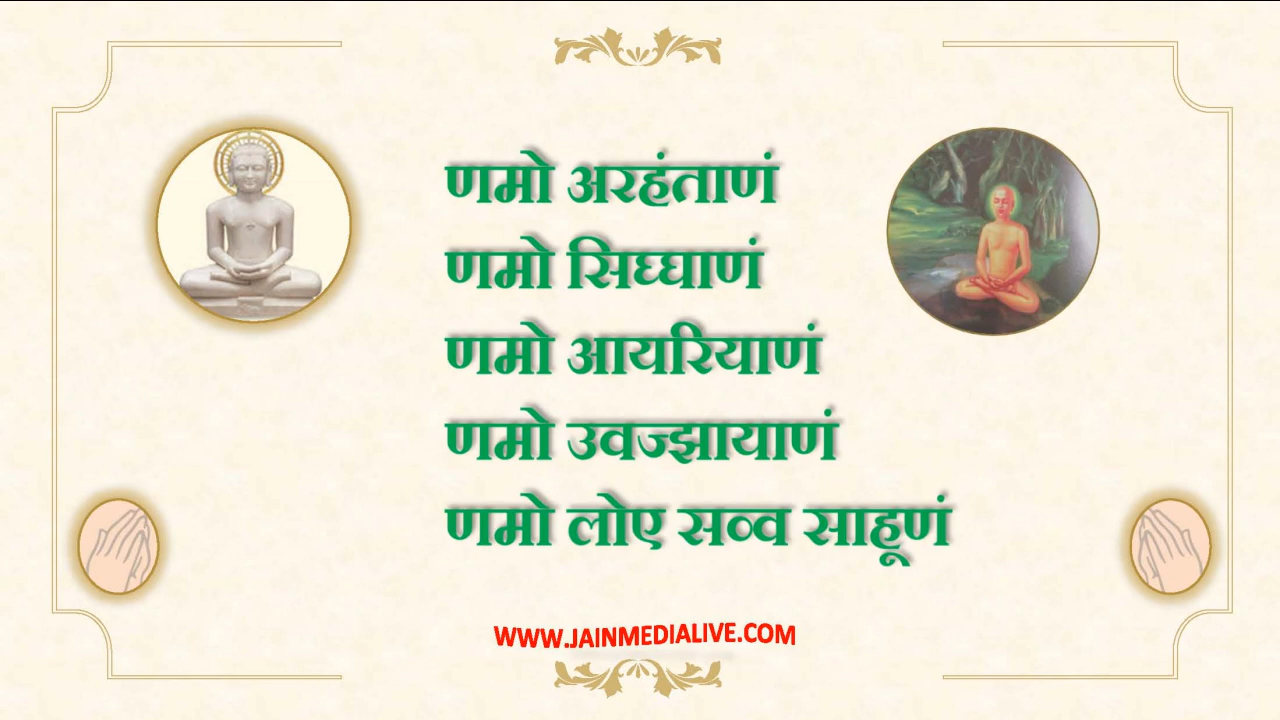 णमो अरहंताणं
णमो सिघ्घाणं
णमो आयरियाणं
णमो उवज्झायाणं
णमो लोए सव्व साहूणं
WWW.JAINMEDIALIVE.COM